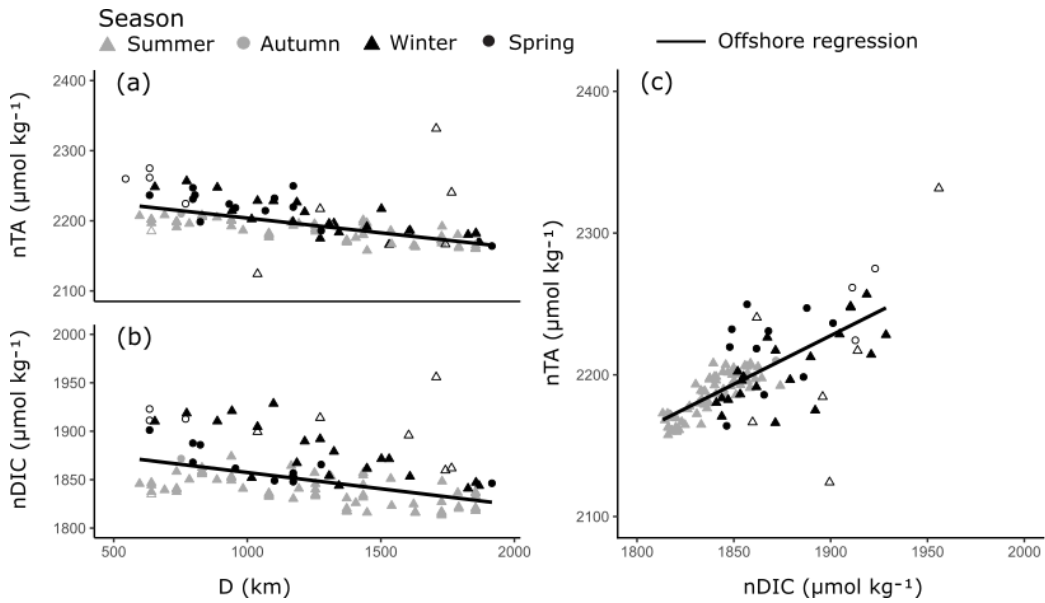 Season
Summer Autumn Winter Spring Offshore regression
(a)
nTA (µmol kg⁻¹)
2400
2300
2200
2100
(b)
nDIC (µmol kg⁻¹)
2000
1950
1900
1850
1800
500 1000 1500 2000
D (km)
(c)
nTA (µmol kg⁻¹)
2400
2300
2200
2100
1800 1850 1900 1950 2000
nDIC (µmol kg⁻¹)